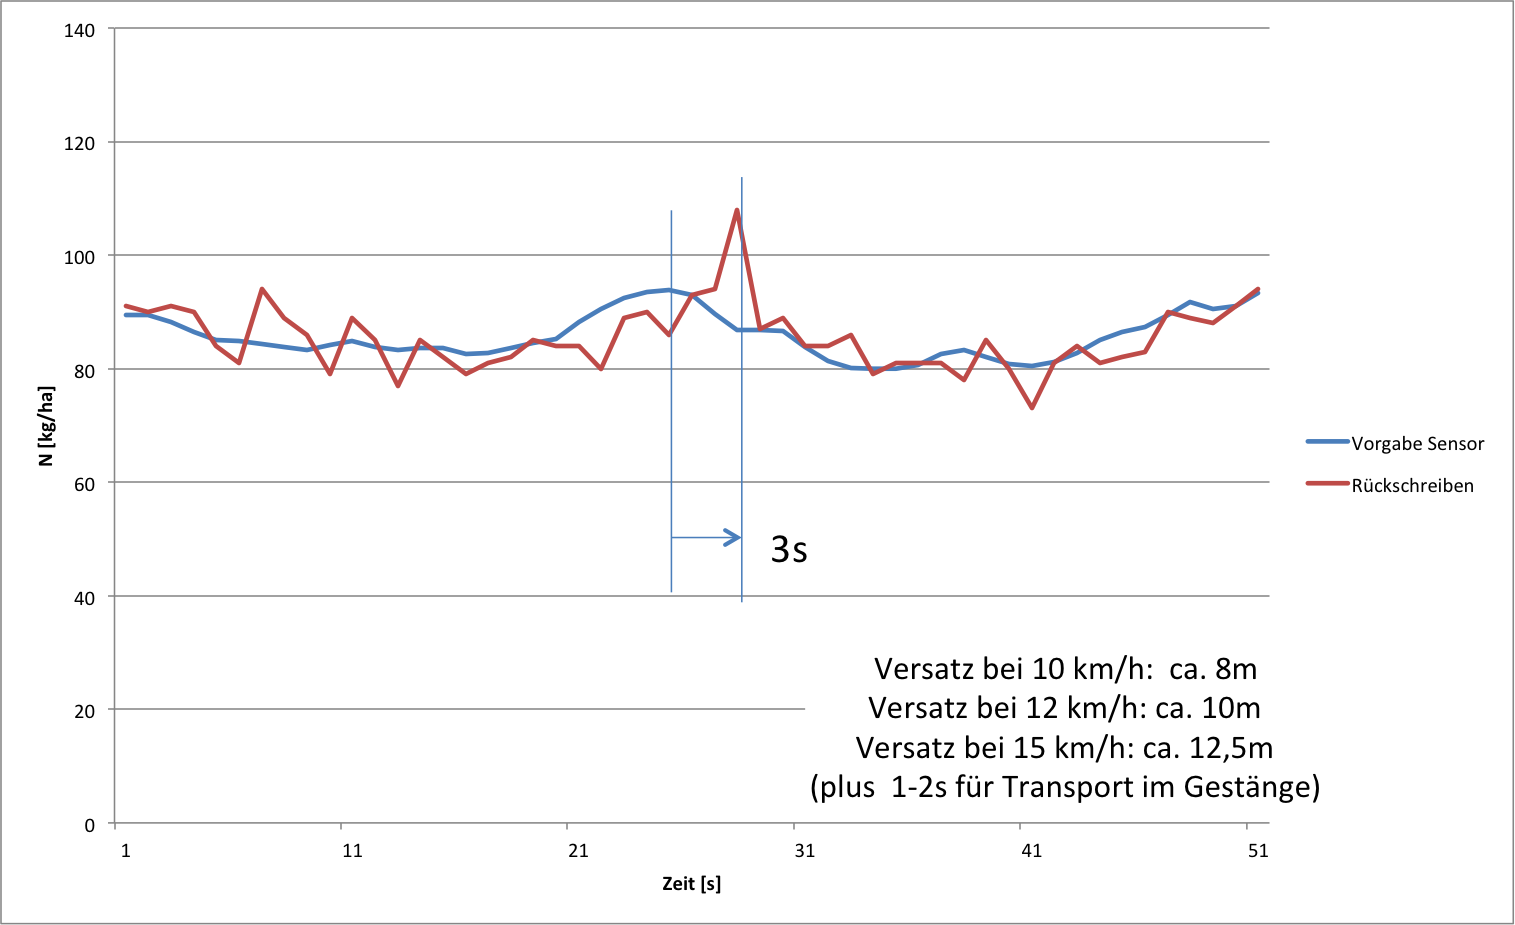 140
120
100
80
60
40
20
0
N [kg/ha]
1 11 21 31 41 51
Zeit [s]
3s
Versatz bei 10 km/h:  ca. 8m
Versatz bei 12 km/h: ca. 10m
Versatz bei 15 km/h: ca. 12,5m
(plus  1-2s für Transport im Gestänge)
Vorgabe Sensor
Rückschreiben